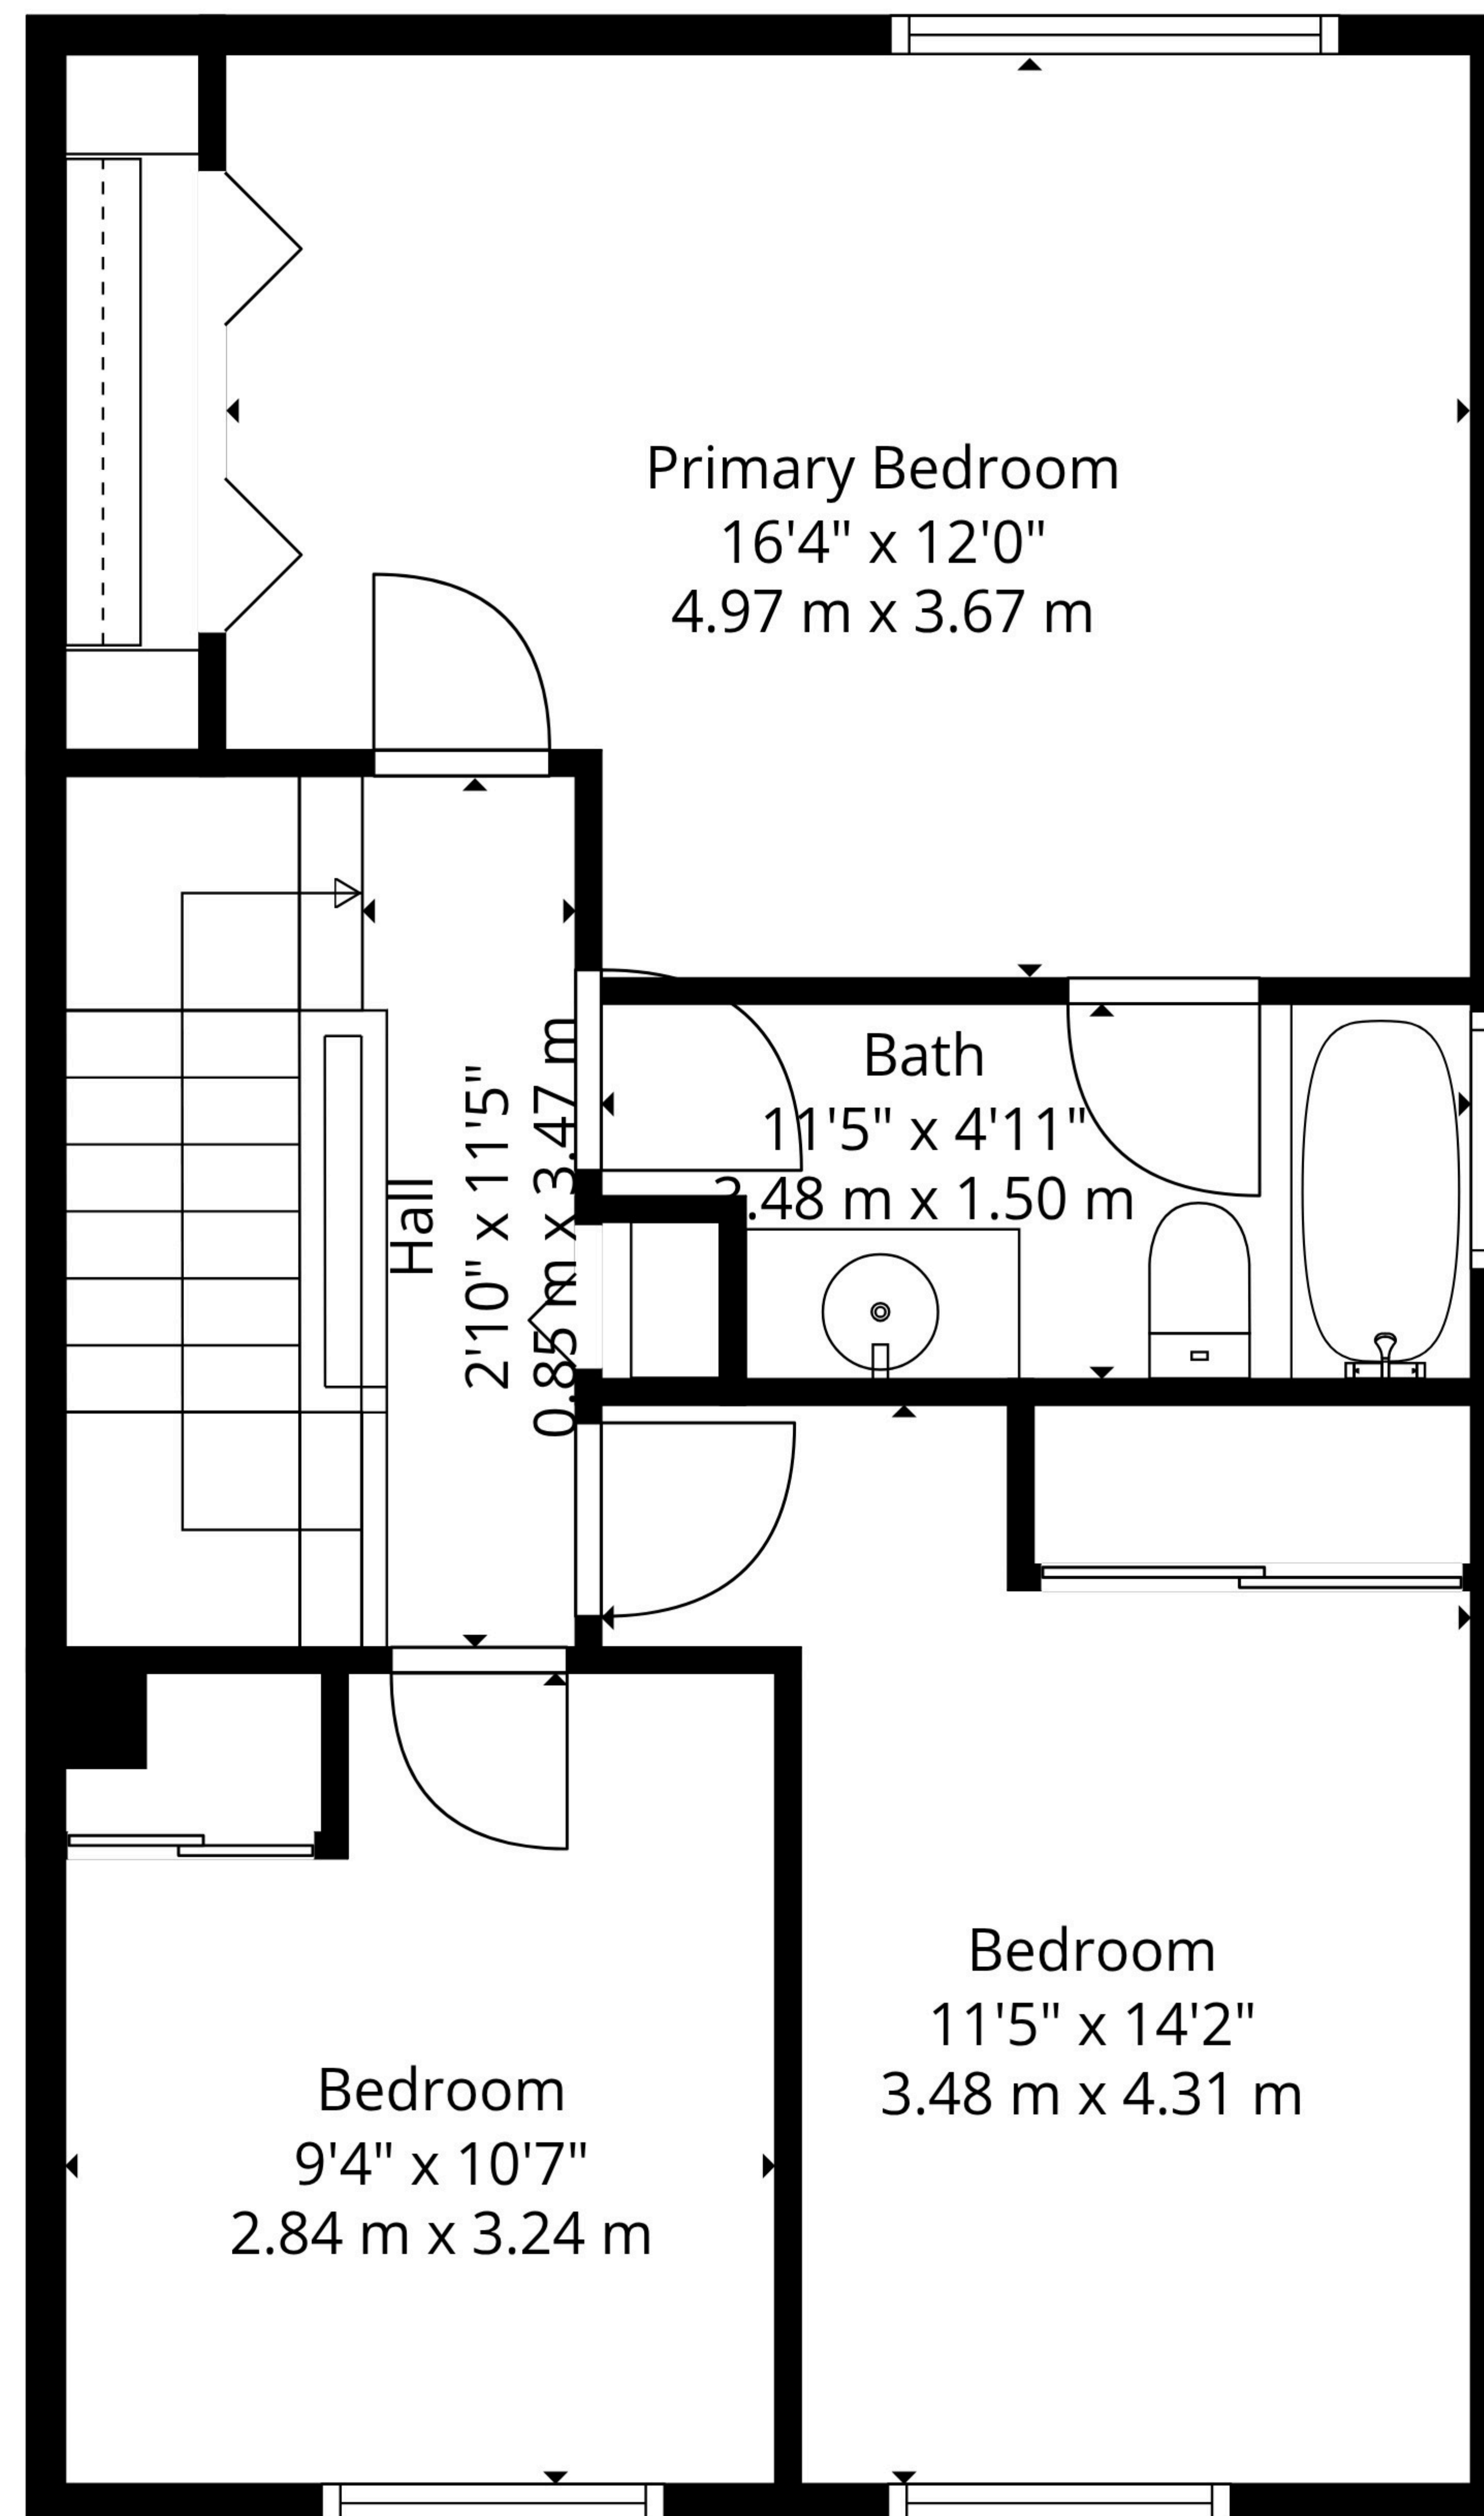 Primary Bedroom
16'4" x 12'0"
4.97 m x 3.67 m
Bath
11'5" x 4'11"
3.48 m x 1.50 m
Hall
2'10" x 11'5"
0.85 m x 3.47 m
Bedroom
11'5" x 14'2"
3.48 m x 4.31 m
Bedroom
9'4" x 10'7"
2.84 m x 3.24 m